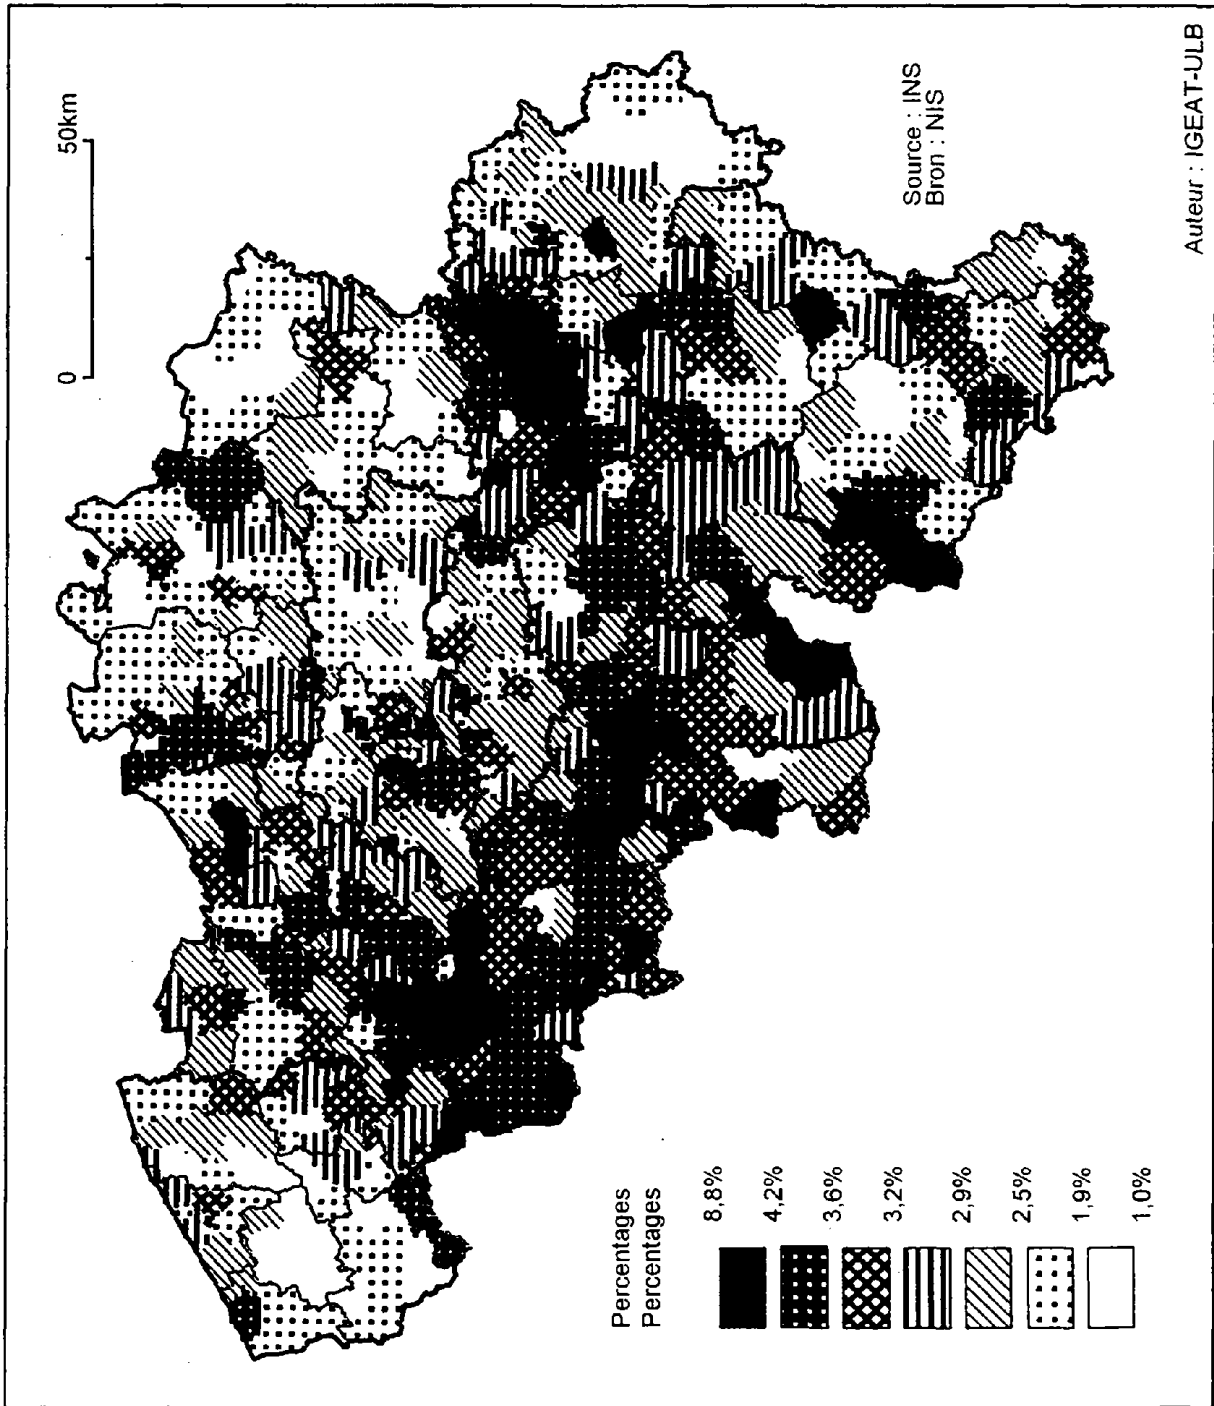 0
50km
Source : INS
Bron : NIS
Percentages
Percentages
8,8%
4,2%
3,6%
3,2%
2,9%
2,5%
1,9%
1,0%
Auteur : IGEAT-ULB